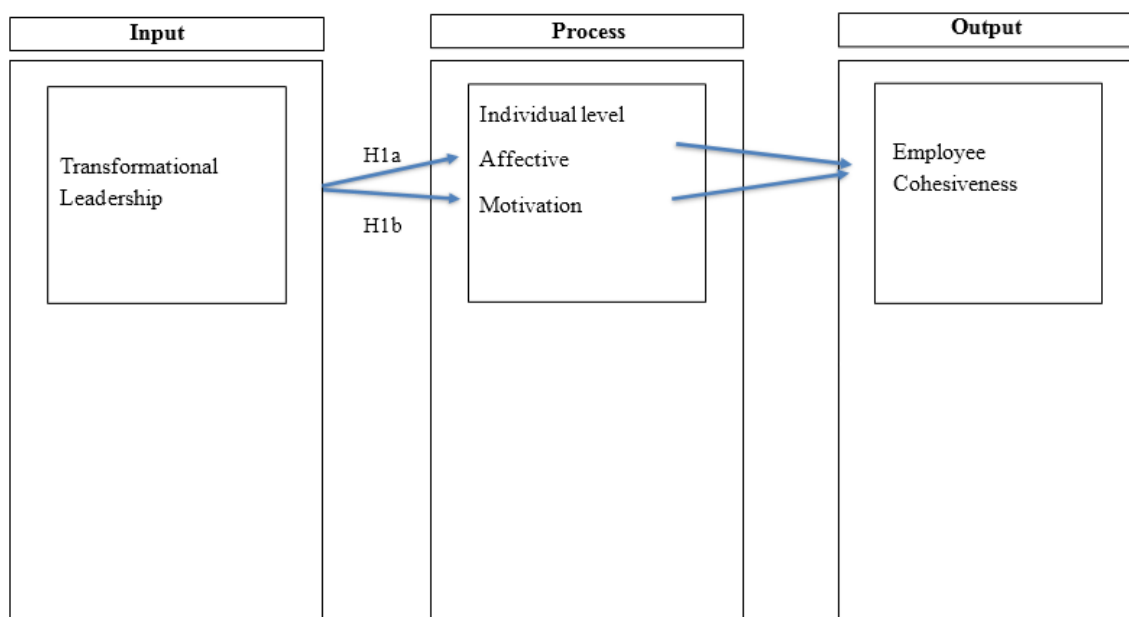 Input
Process
Output
Transformational
Leadership
H1a
H1b
Individual level
Affective
Motivation
Employee
Cohesiveness